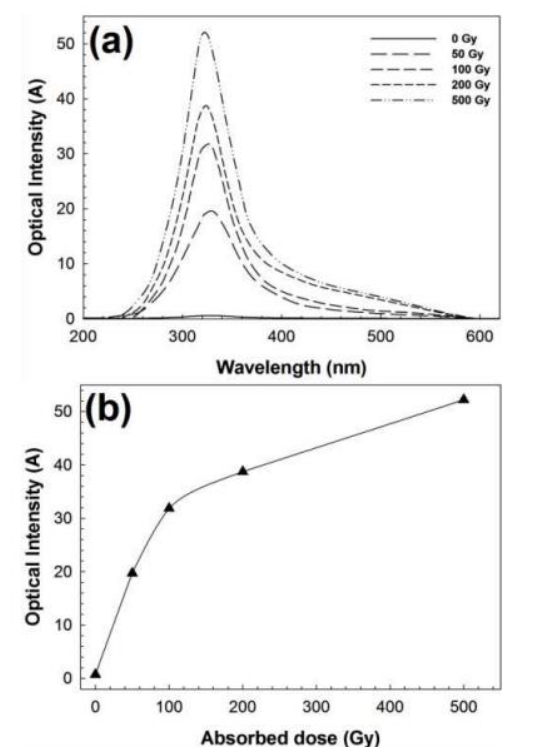 (a)
50
40
30
20
10
0
Optical Intensity (A)
0 Gy
50 Gy
100 Gy
200 Gy
500 Gy
200 300 400 500 600
Wavelength (nm)
(b)
50
40
30
20
10
0
Optical Intensity (A)
0 100 200 300 400 500
Absorbed dose (Gy)